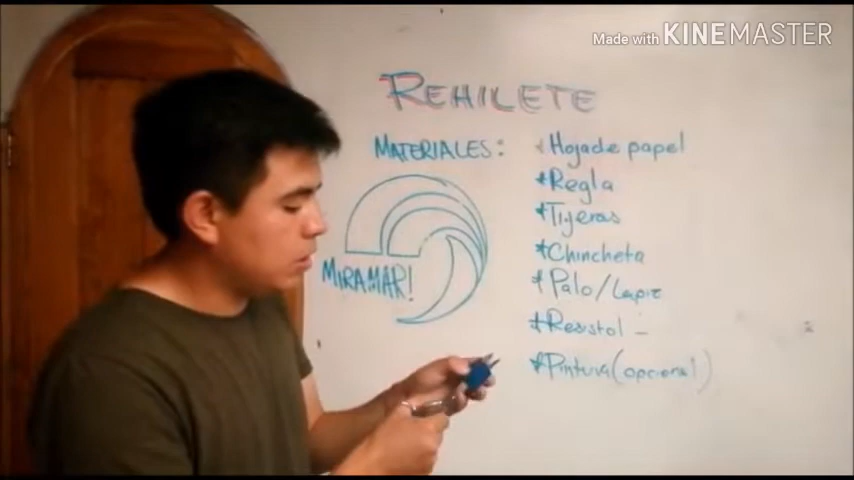 Made with KINEMASTER
REHILETE
MATERIALES:
*Hoja de papel
*Regla
*Tijeras
*Chincheta
*Palo/Lapiz
*Resistol -
*Pintura (opcional)
MIRAMAR!